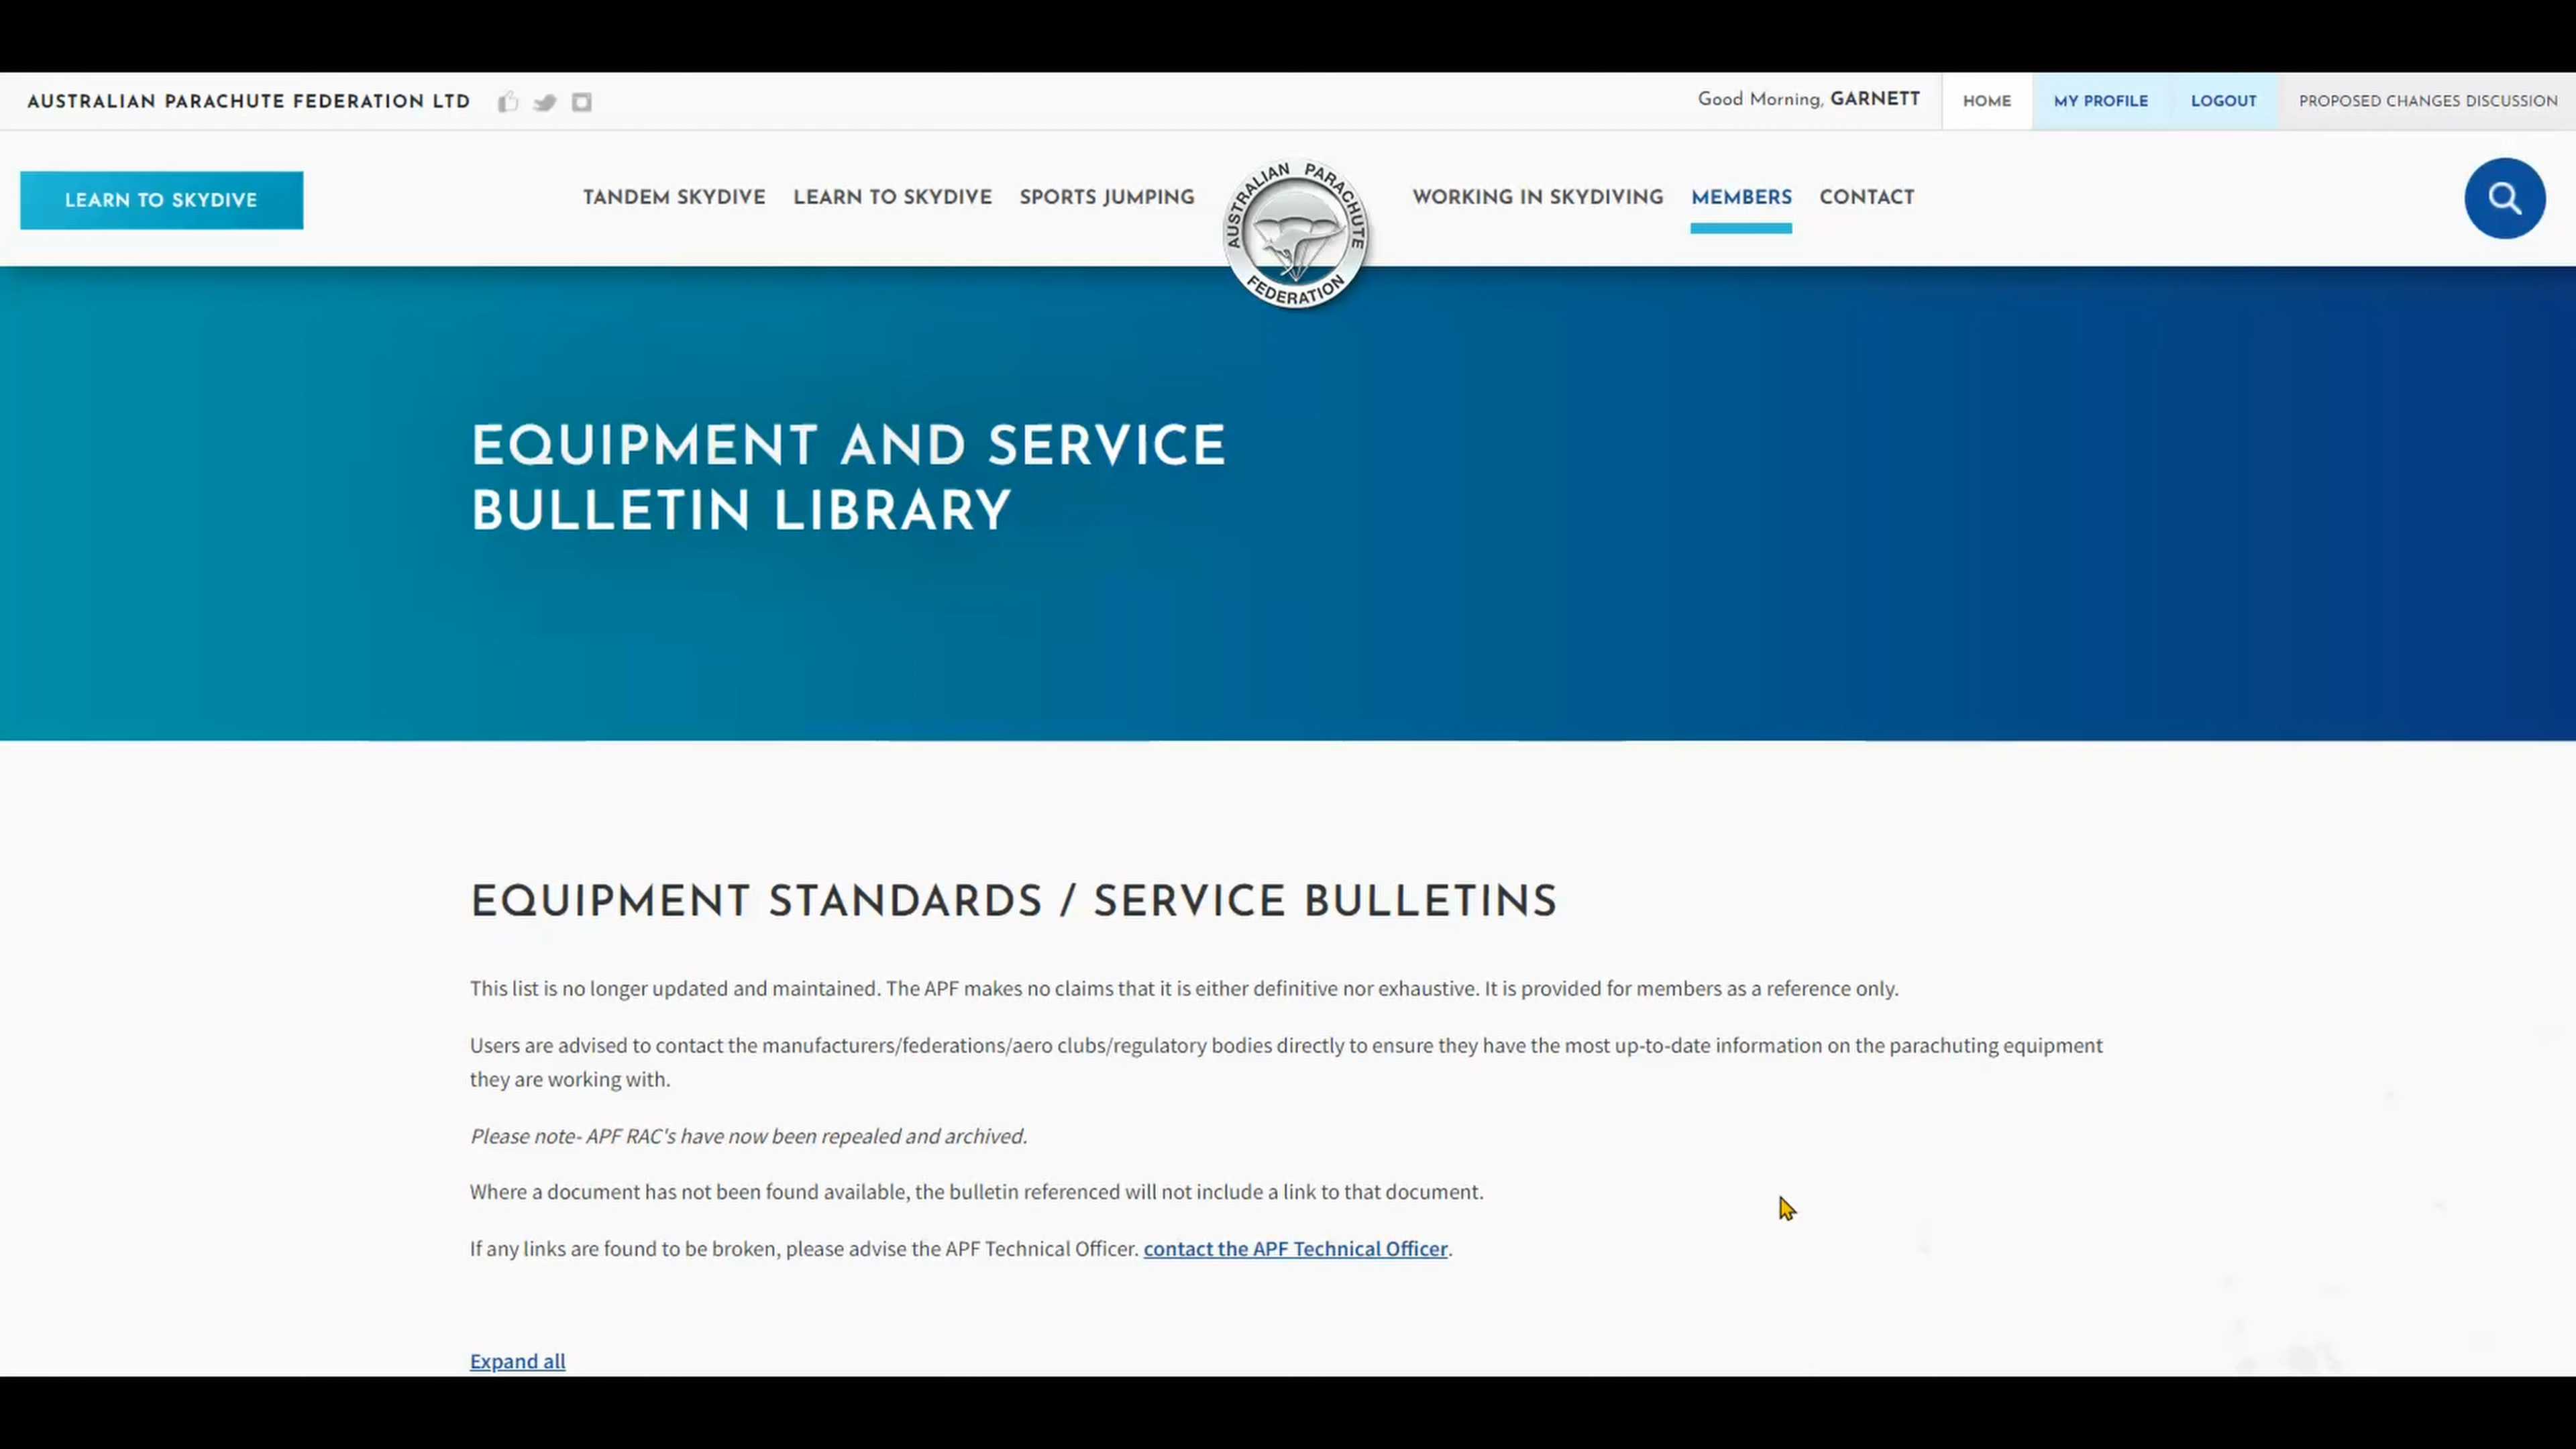 AUSTRALIAN PARACHUTE FEDERATION LTD
Good Morning, GARNETT
HOME
MY PROFILE
LOGOUT
PROPOSED CHANGES DISCUSSION
LEARN TO SKYDIVE
TANDEM SKYDIVE
LEARN TO SKYDIVE
SPORTS JUMPING
AUSTRALIAN PARACHUTE FEDERATION
WORKING IN SKYDIVING
MEMBERS
CONTACT
EQUIPMENT AND SERVICE
BULLETIN LIBRARY
EQUIPMENT STANDARDS / SERVICE BULLETINS
This list is no longer updated and maintained. The APF makes no claims that it is either definitive nor exhaustive. It is provided for members as a reference only.
Users are advised to contact the manufacturers/federations/aero clubs/regulatory bodies directly to ensure they have the most up-to-date information on the parachuting equipment
they are working with.
Please note- APF RAC's have now been repealed and archived.
Where a document has not been found available, the bulletin referenced will not include a link to that document.
If any links are found to be broken, please advise the APF Technical Officer. contact the APF Technical Officer.
Expand all